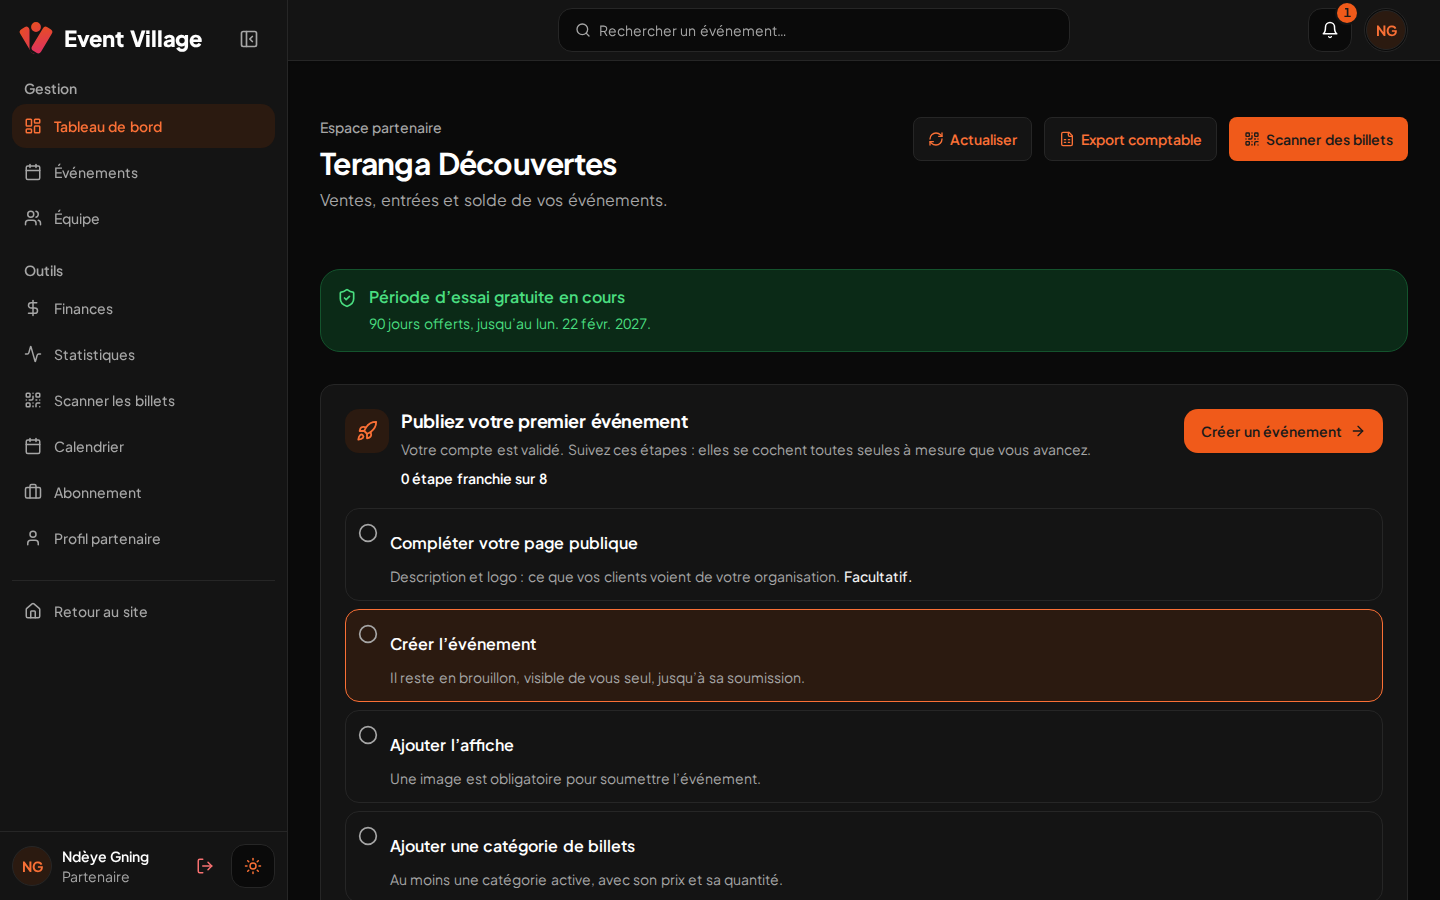 Event Village
Rechercher un événement...
1
NG
Gestion
Tableau de bord
Événements
Équipe
Outils
Finances
Statistiques
Scanner les billets
Calendrier
Abonnement
Profil partenaire
Retour au site
NG
Ndèye Gning
Partenaire
Espace partenaire
Teranga Découvertes
Ventes, entrées et solde de vos événements.
Actualiser
Export comptable
Scanner des billets
Période d’essai gratuite en cours
90 jours offerts, jusqu’au lun. 22 févr. 2027.
Publiez votre premier événement
Votre compte est validé. Suivez ces étapes : elles se cochent toutes seules à mesure que vous avancez.
0 étape franchie sur 8
Créer un événement
Compléter votre page publique
Description et logo : ce que vos clients voient de votre organisation. Facultatif.
Créer l’événement
Il reste en brouillon, visible de vous seul, jusqu’à sa soumission.
Ajouter l’affiche
Une image est obligatoire pour soumettre l’événement.
Ajouter une catégorie de billets
Au moins une catégorie active, avec son prix et sa quantité.